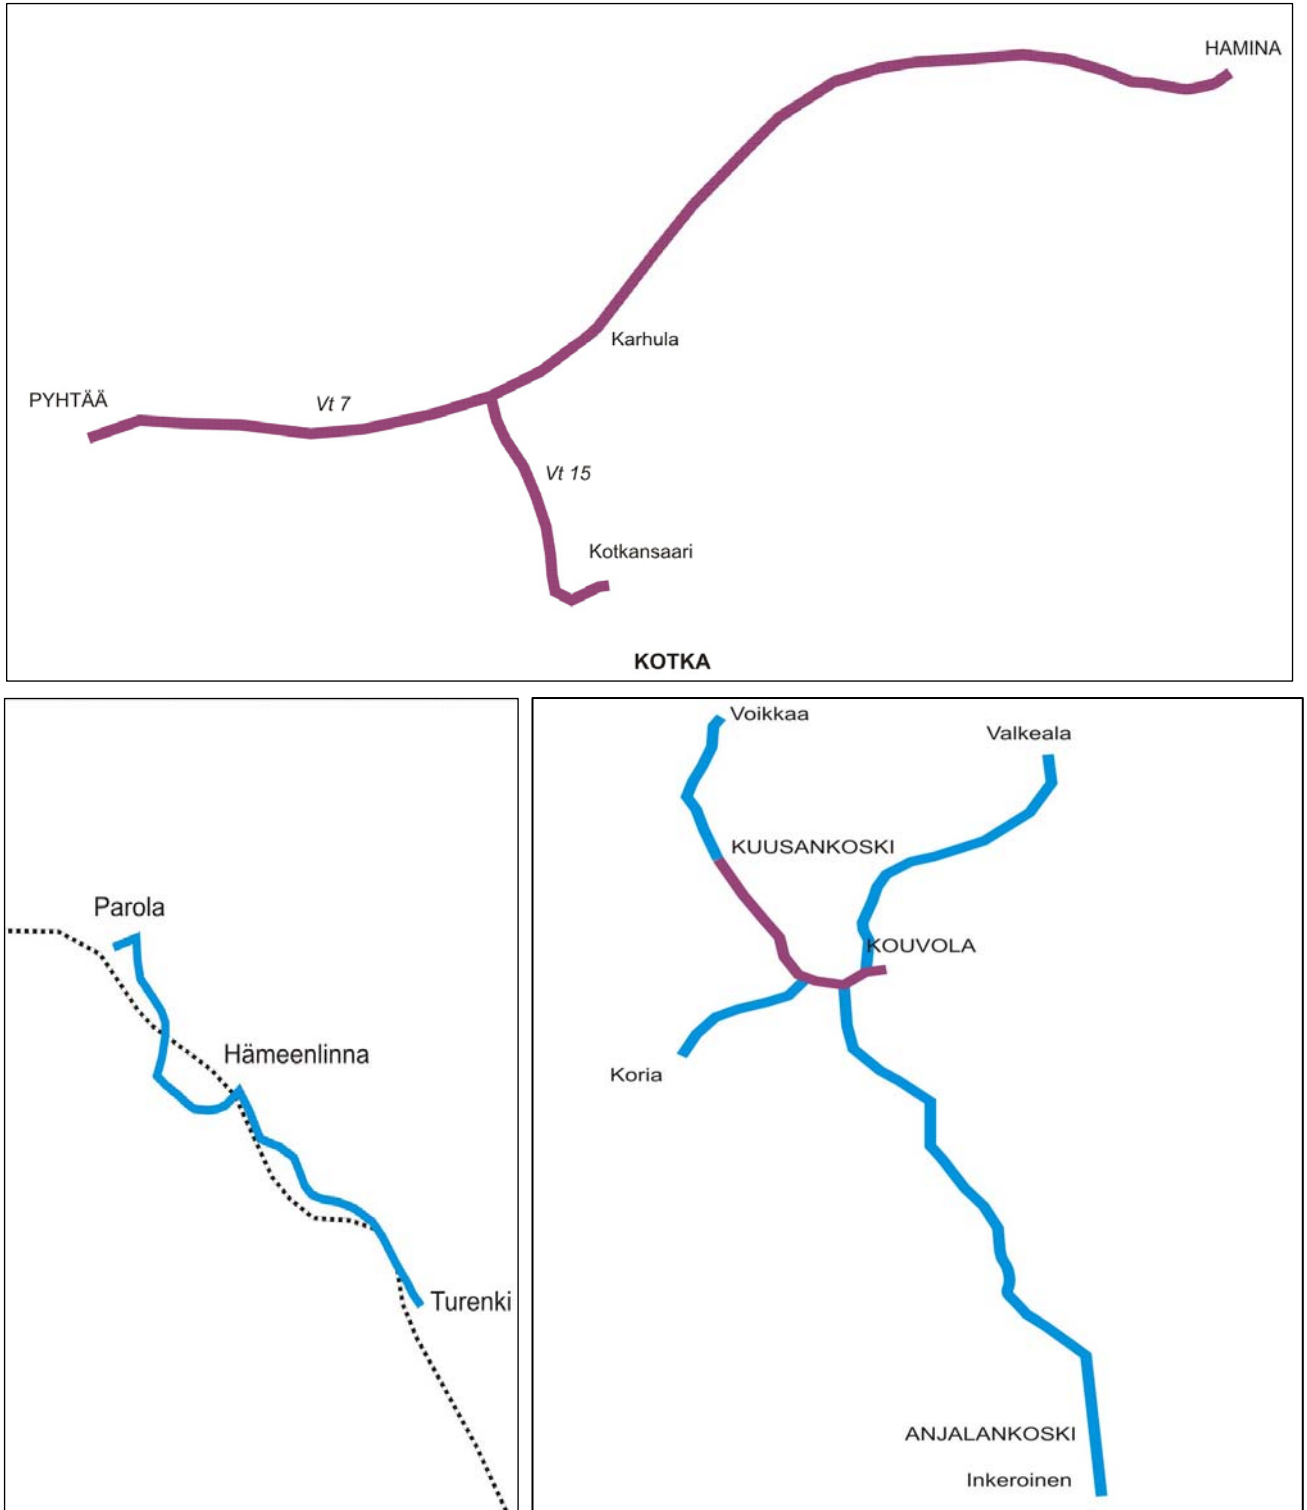 HAMINA
Karhula
PYHTÄÄ
Vt 7
Vt 15
Kotkansaari
KOTKA
Parola
Hämeenlinna
Turenki
Voikkaa
Valkeala
KUUSANKOSKI
KOUVOLA
Koria
ANJALANKOSKI
Inkeroinen